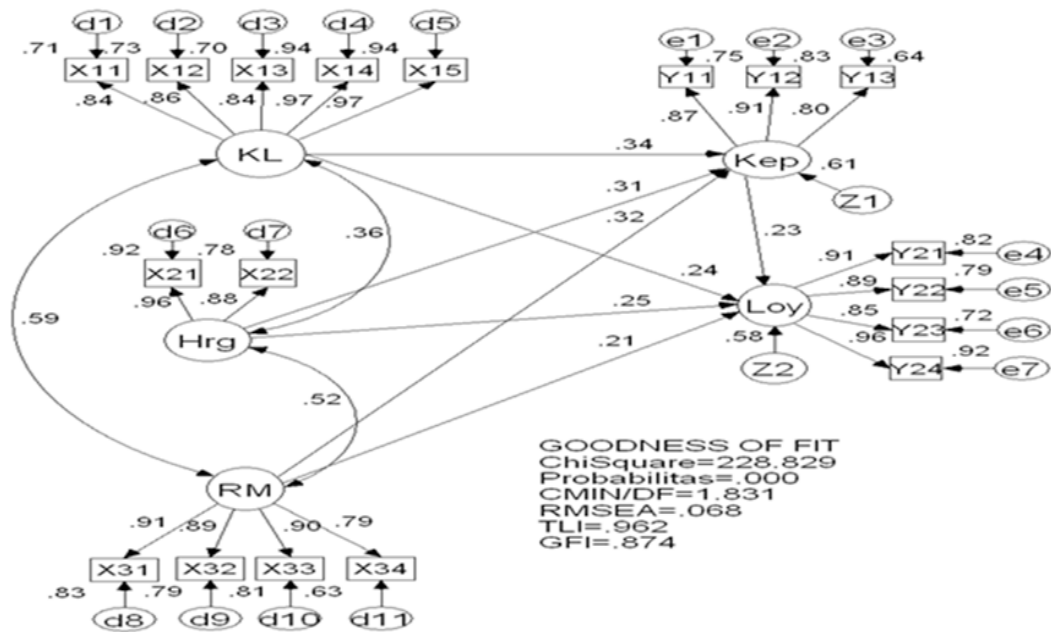 d1 d2 d3 d4 d5
.71 .73 .70 .94 .94
X11 X12 X13 X14 X15
.84 .86 .84 .97 .97
KL
e1 e2 e3
.75 .83 .64
Y11 Y12 Y13
.87 .91 .80
Kep
.61
Z1
.34
.31
.32
.36
.23
d6 d7
.92 .78
X21 X22
.96 .88
Hrg
.59
.24
.25
.21
.52
Loy
.58
Z2
.91 Y21 .82 e4
.89 Y22 .79 e5
.85 Y23 .72 e6
.96 Y24 .92 e7
RM
.91 .89 .90 .79
X31 X32 X33 X34
.83 .79 .81 .63
d8 d9 d10 d11
GOODNESS OF FIT
ChiSquare=228.829
Probabilitas=.000
CMIN/DF=1.831
RMSEA=.068
TLI=.962
GFI=.874